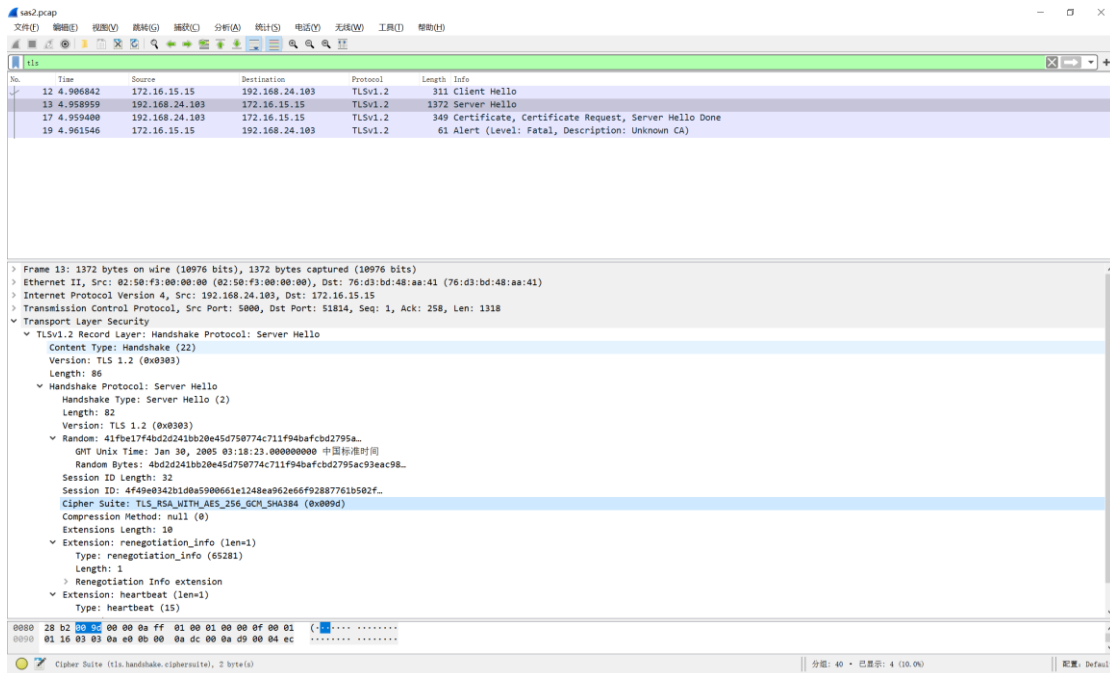 sas2.pcap
文件(F) 编辑(E) 视图(V) 跳转(G) 捕获(C) 分析(A) 统计(S) 电话(Y) 无线(W) 工具(T) 帮助(H)
tls
No. Time Source Destination Protocol Length Info
12 4.906842 172.16.15.15 192.168.24.103 TLSv1.2 311 Client Hello
13 4.958959 192.168.24.103 172.16.15.15 TLSv1.2 1372 Server Hello
17 4.959400 192.168.24.103 172.16.15.15 TLSv1.2 349 Certificate, Certificate Request, Server Hello Done
19 4.961546 172.16.15.15 192.168.24.103 TLSv1.2 61 Alert (Level: Fatal, Description: Unknown CA)
Frame 13: 1372 bytes on wire (10976 bits), 1372 bytes captured (10976 bits)
Ethernet II, Src: 02:50:f3:00:00:00 (02:50:f3:00:00:00), Dst: 76:d3:bd:48:aa:41 (76:d3:bd:48:aa:41)
Internet Protocol Version 4, Src: 192.168.24.103, Dst: 172.16.15.15
Transmission Control Protocol, Src Port: 5000, Dst Port: 51814, Seq: 1, Ack: 258, Len: 1318
Transport Layer Security
TLSv1.2 Record Layer: Handshake Protocol: Server Hello
Content Type: Handshake (22)
Version: TLS 1.2 (0x0303)
Length: 86
Handshake Protocol: Server Hello
Handshake Type: Server Hello (2)
Length: 82
Version: TLS 1.2 (0x0303)
Random: 41fbe17f4bd2d241bb20e45d750774c711f94bafcbd2795a…
GMT Unix Time: Jan 30, 2005 03:18:23.000000000 中国标准时间
Random Bytes: 4bd2d241bb20e45d750774c711f94bafcbd2795ac93eac98…
Session ID Length: 32
Session ID: 4f49e0342b1d0a5900661e1248ea962e66f92887761b502f…
Cipher Suite: TLS_RSA_WITH_AES_256_GCM_SHA384 (0x009d)
Compression Method: null (0)
Extensions Length: 10
Extension: renegotiation_info (len=1)
Type: renegotiation_info (65281)
Length: 1
Renegotiation Info extension
Extension: heartbeat (len=1)
Type: heartbeat (15)
0080 28 b2 00 9d 00 00 0a ff 01 00 01 00 00 0f 00 01 (·······  ········
0090 01 16 03 03 0a e0 0b 00 0a dc 00 0a d9 00 04 ec ········ ········
Cipher Suite (tls.handshake.ciphersuite), 2 byte(s)
分组: 40 · 已显示: 4 (10.0%)
配置: Defaul